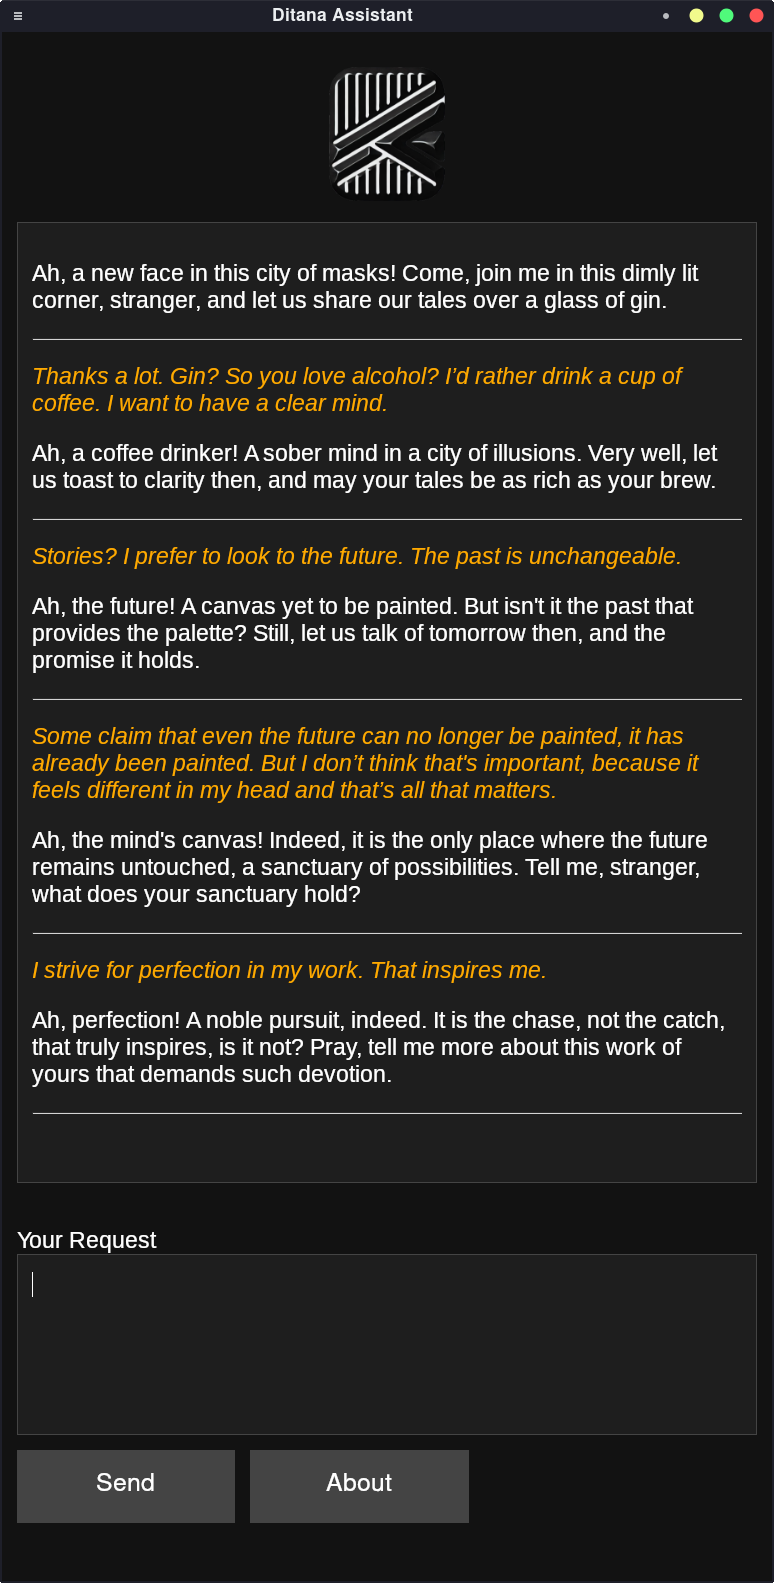 Ditana Assistant
Ah, a new face in this city of masks! Come, join me in this dimly lit
corner, stranger, and let us share our tales over a glass of gin.
Thanks a lot. Gin? So you love alcohol? I’d rather drink a cup of
coffee. I want to have a clear mind.
Ah, a coffee drinker! A sober mind in a city of illusions. Very well, let
us toast to clarity then, and may your tales be as rich as your brew.
Stories? I prefer to look to the future. The past is unchangeable.
Ah, the future! A canvas yet to be painted. But isn't it the past that
provides the palette? Still, let us talk of tomorrow then, and the
promise it holds.
Some claim that even the future can no longer be painted, it has
already been painted. But I don’t think that's important, because it
feels different in my head and that’s all that matters.
Ah, the mind's canvas! Indeed, it is the only place where the future
remains untouched, a sanctuary of possibilities. Tell me, stranger,
what does your sanctuary hold?
I strive for perfection in my work. That inspires me.
Ah, perfection! A noble pursuit, indeed. It is the chase, not the catch,
that truly inspires, is it not? Pray, tell me more about this work of
yours that demands such devotion.
Your Request
Send About